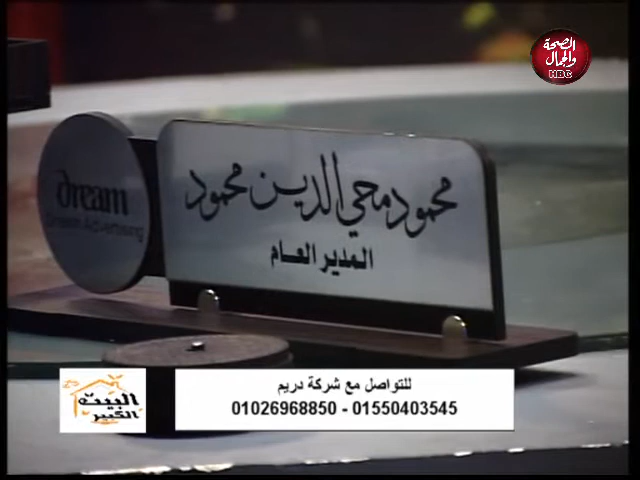 الصحة
والجمال
HBC
dream
Dream Advertising
محمود محي الدين محمود
المدير العام
البيت
الكبير
للتواصل مع شركة دريم
01026968850 - 01550403545